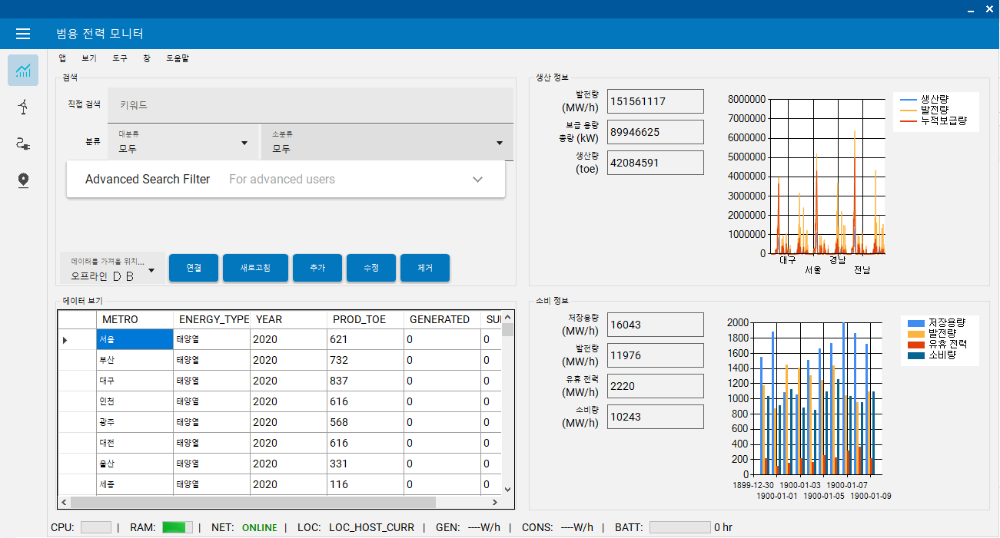 범용 전력 모니터
앱 보기 도구 창 도움말
검색
직접 검색 키워드
분류 대분류 모두 소분류 모두
Advanced Search Filter For advanced users
데이터를 가져올 위치...
오프라인 D B
연결 새로고침 추가 수정 제거
생산 정보
발전량 (MW/h) 151561117
보급 용량 총량 (kW) 89946625
생산량 (toe) 42084591
8000000
7000000
6000000
5000000
4000000
3000000
2000000
1000000
0
대구 경남
서울 전남
생산량
발전량
누적보급량
데이터 보기
METRO ENERGY_TYPE YEAR PROD_TOE GENERATED SU
서울 태양열 2020 621 0 0
부산 태양열 2020 732 0 0
대구 태양열 2020 837 0 0
인천 태양열 2020 616 0 0
광주 태양열 2020 568 0 0
대전 태양열 2020 616 0 0
울산 태양열 2020 331 0 0
세종 태양열 2020 116 0 0
소비 정보
저장용량 (MW/h) 16043
발전량 (MW/h) 11976
유휴 전력 (MW/h) 2220
소비량 (MW/h) 10243
2000
1800
1600
1400
1200
1000
800
600
400
200
0
1899-12-30 1900-01-03 1900-01-07
1900-01-01 1900-01-05 1900-01-09
저장용량
발전량
유휴 전력
소비량
CPU: | RAM: | NET: ONLINE | LOC: LOC_HOST_CURR | GEN: ----W/h | CONS: ----W/h | BATT: 0 hr